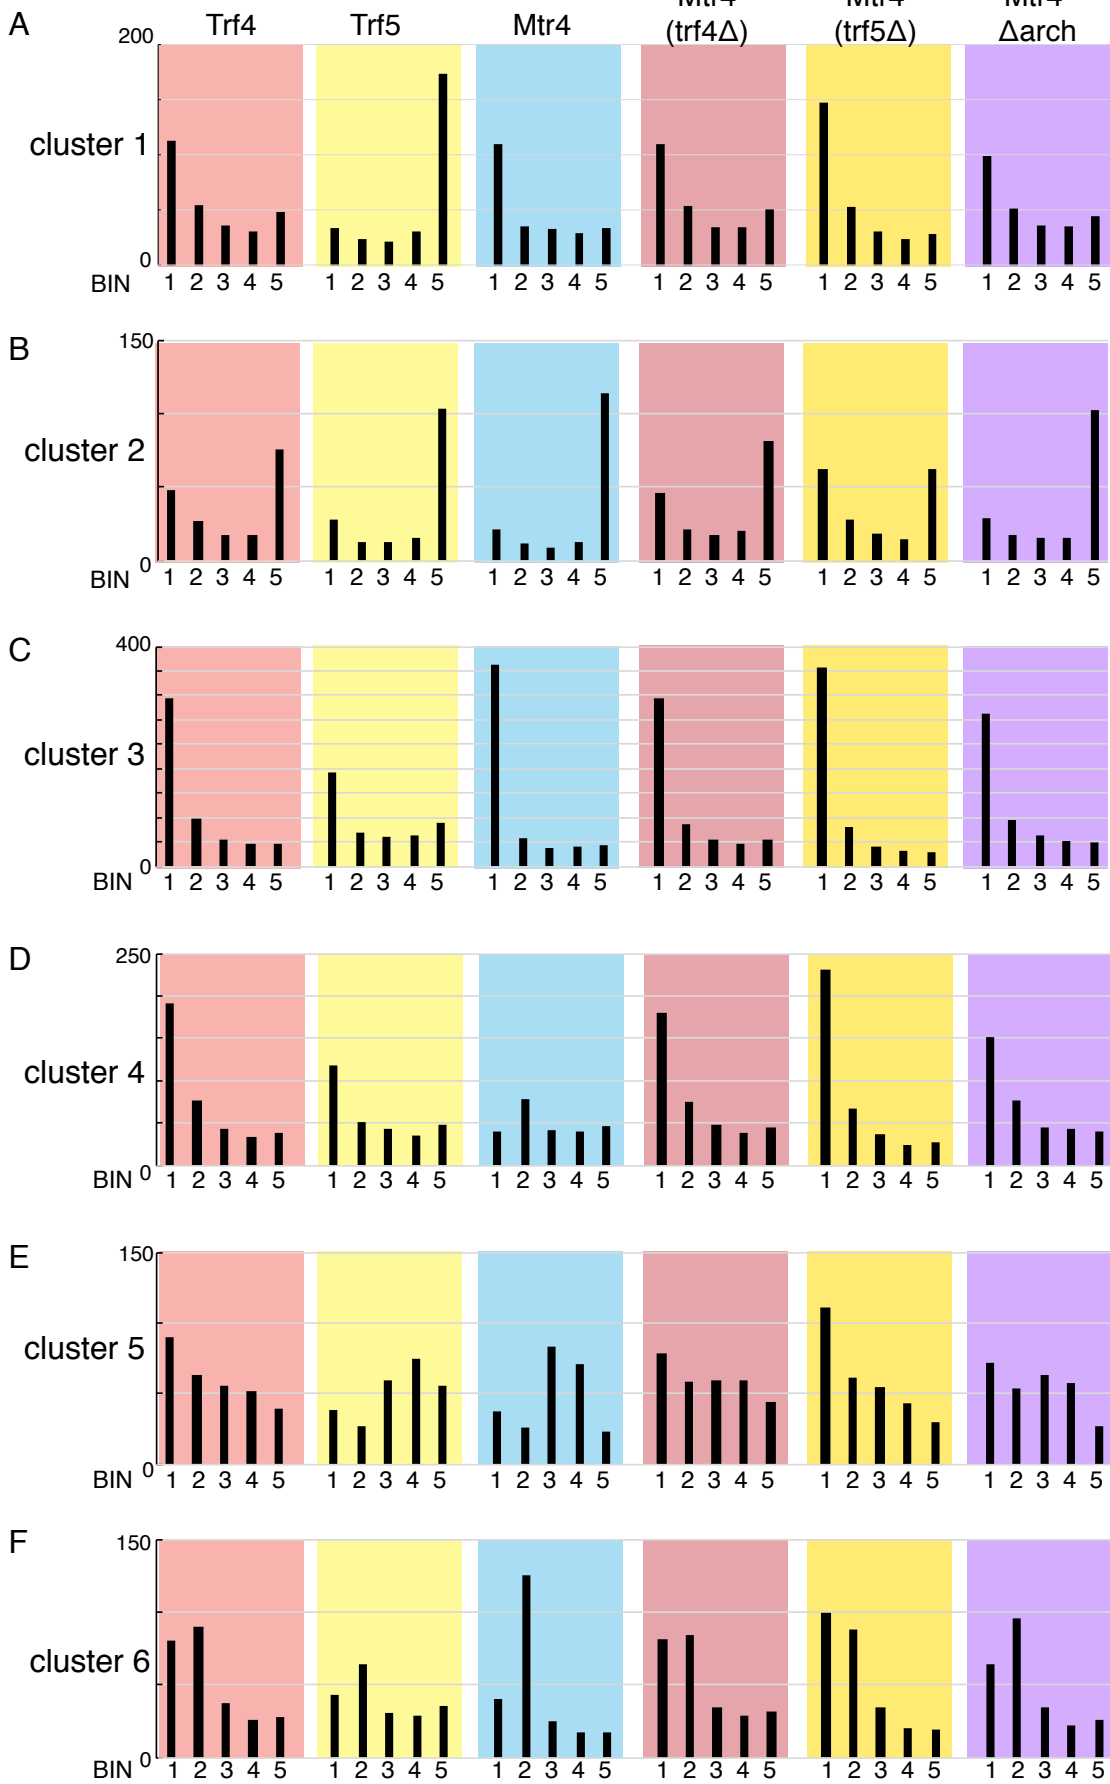 A Trf4 Trf5 Mtr4 Mtr4 (trf4Δ) Mtr4 (trf5Δ) Mtr4 Δarch
200
cluster 1
0
BIN 1 2 3 4 5 1 2 3 4 5 1 2 3 4 5 1 2 3 4 5 1 2 3 4 5 1 2 3 4 5
B 150
cluster 2
0
BIN 1 2 3 4 5 1 2 3 4 5 1 2 3 4 5 1 2 3 4 5 1 2 3 4 5 1 2 3 4 5
C 400
cluster 3
0
BIN 1 2 3 4 5 1 2 3 4 5 1 2 3 4 5 1 2 3 4 5 1 2 3 4 5 1 2 3 4 5
D 250
cluster 4
0
BIN 1 2 3 4 5 1 2 3 4 5 1 2 3 4 5 1 2 3 4 5 1 2 3 4 5 1 2 3 4 5
E 150
cluster 5
0
BIN 1 2 3 4 5 1 2 3 4 5 1 2 3 4 5 1 2 3 4 5 1 2 3 4 5 1 2 3 4 5
F 150
cluster 6
0
BIN 1 2 3 4 5 1 2 3 4 5 1 2 3 4 5 1 2 3 4 5 1 2 3 4 5 1 2 3 4 5